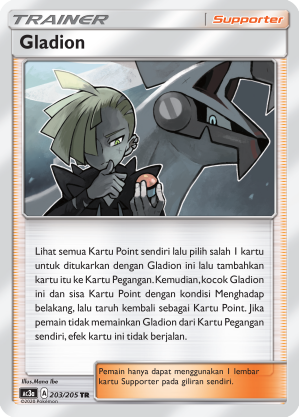 TRAINER
Supporter
Gladion
Lihat semua Kartu Point sendiri lalu pilih salah 1 kartu
untuk ditukarkan dengan Gladion ini lalu tambahkan
kartu itu ke Kartu Pegangan. Kemudian, kocok Gladion
ini dan sisa Kartu Point dengan kondisi Menghadap
belakang, lalu taruh kembali sebagai Kartu Point. Jika
pemain tidak memainkan Gladion dari Kartu Pegangan
sendiri, efek kartu ini tidak berjalan.
Illus. Mana Ibe
Pemain hanya dapat menggunakan 1 lembar
kartu Supporter pada giliran sendiri.
AC3a A 203/205 TR
©2020 Pokémon